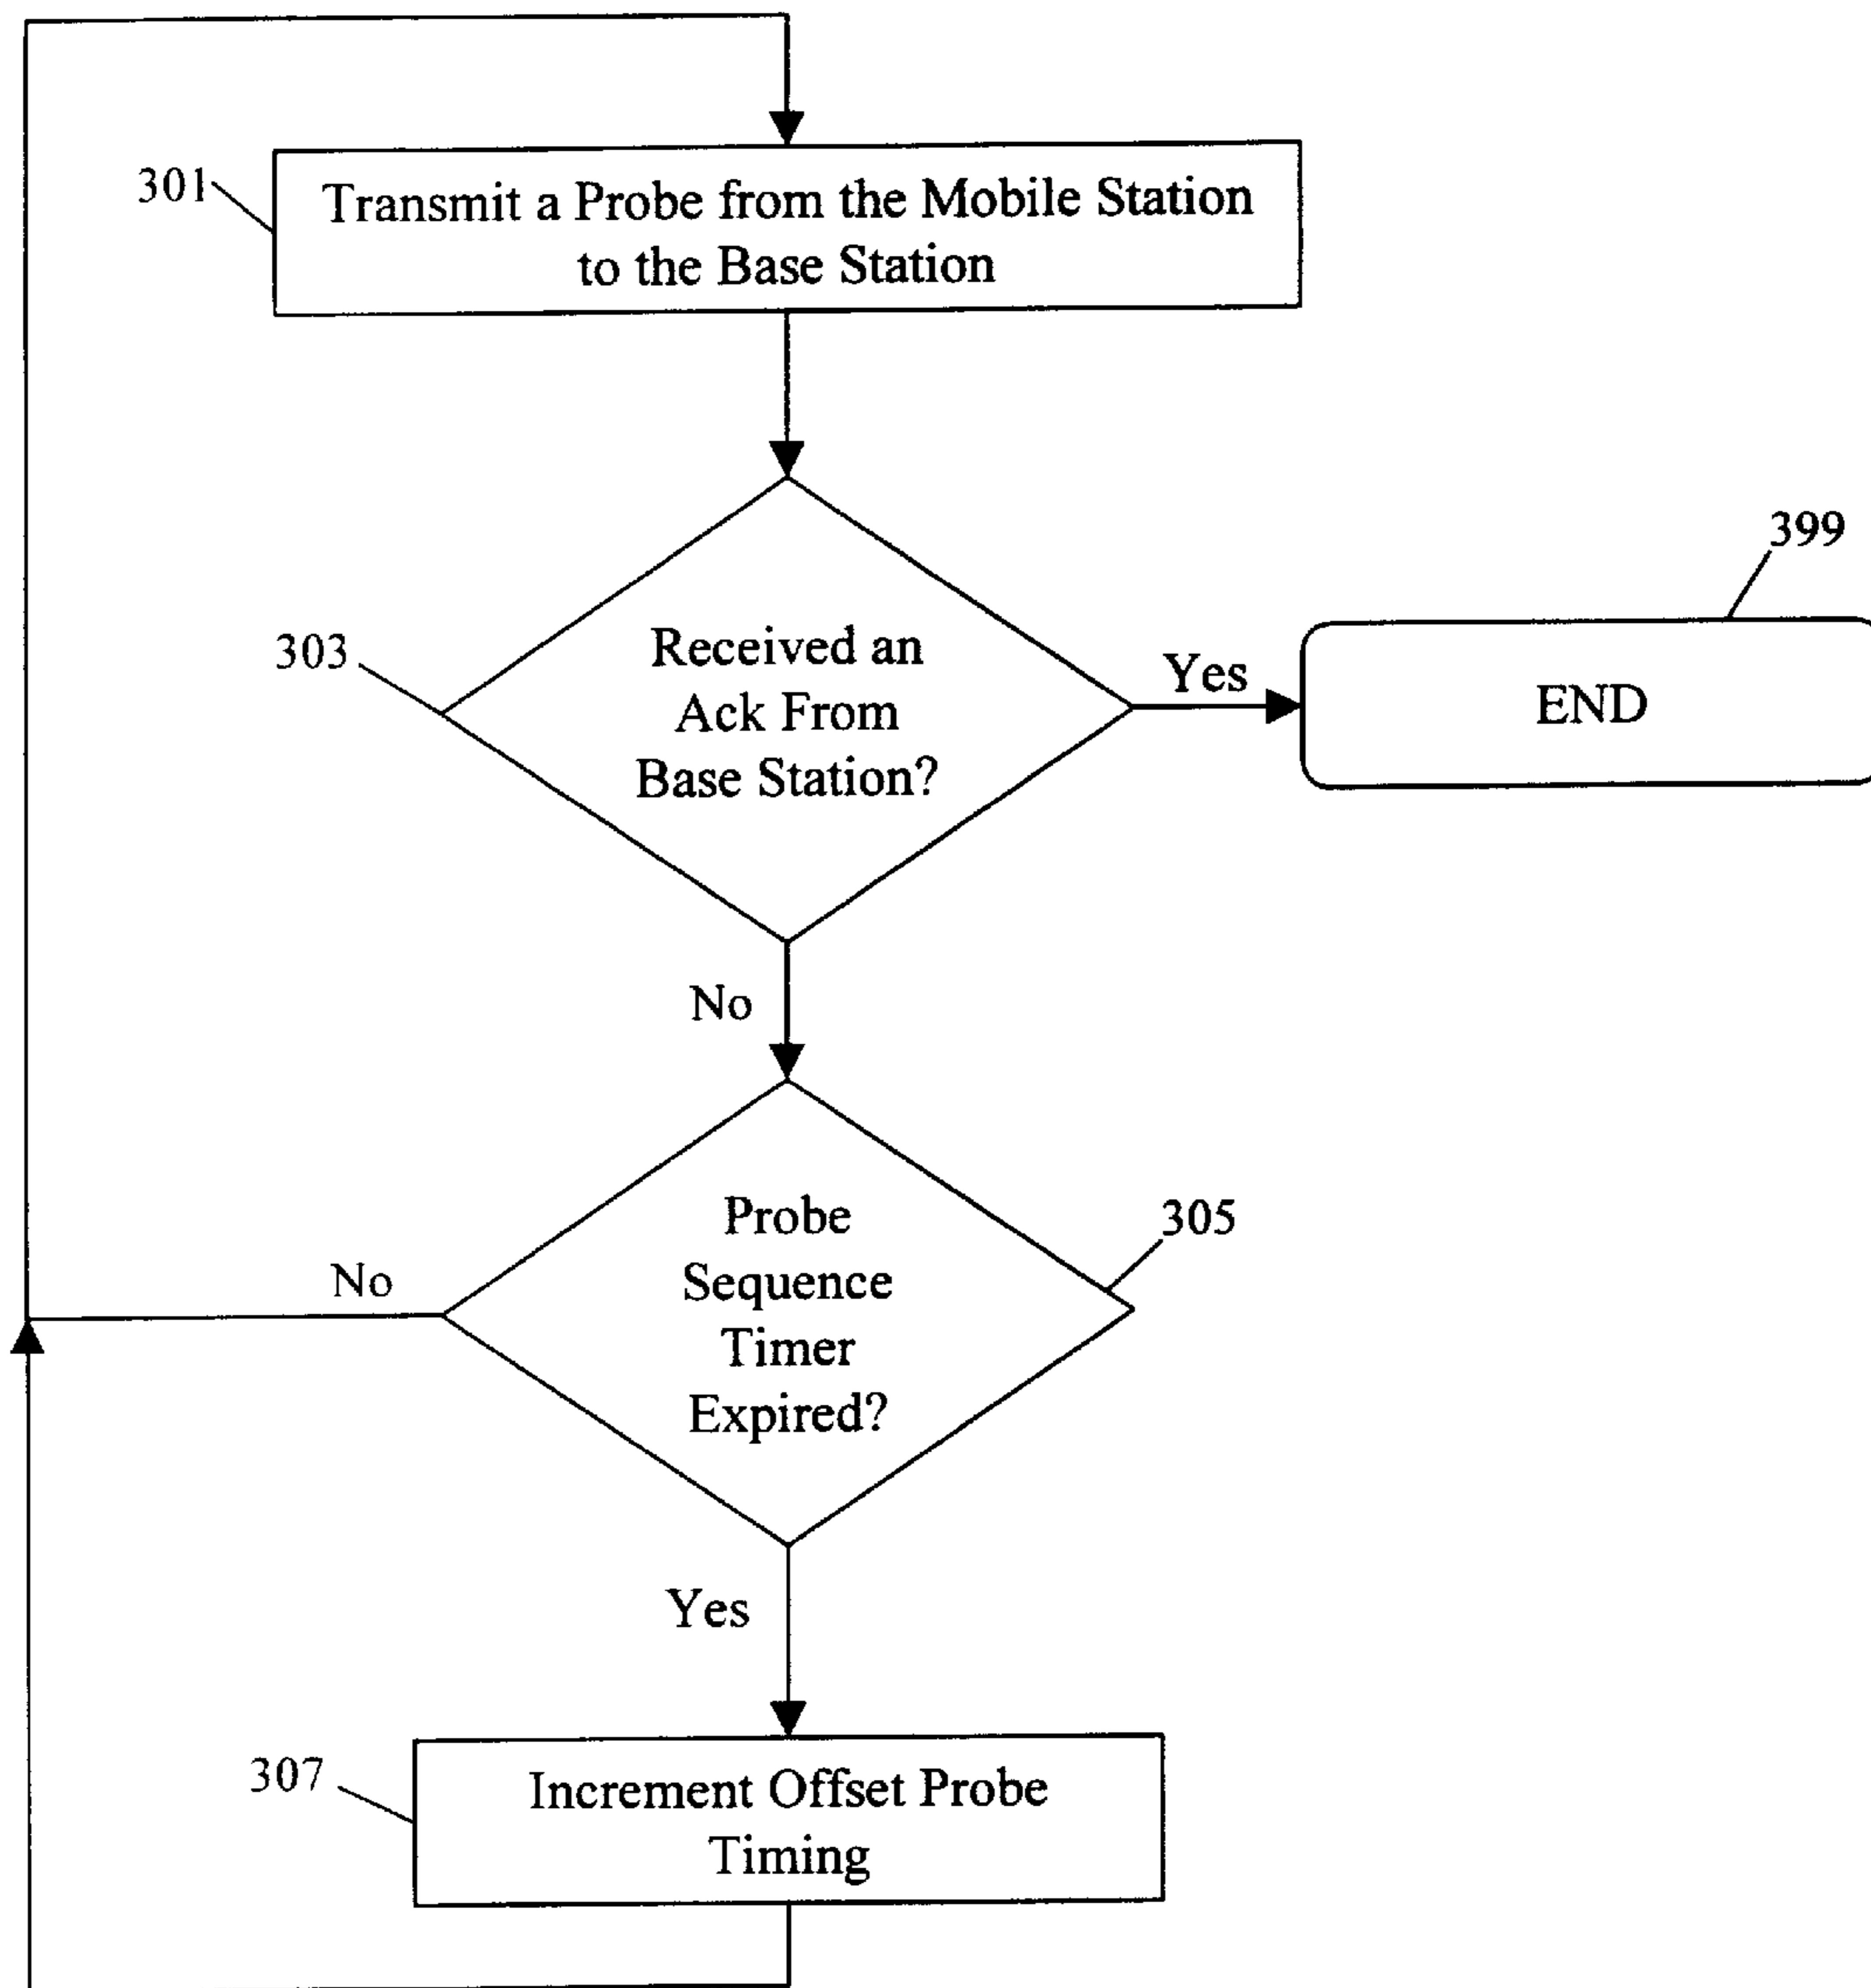 301
Transmit a Probe from the Mobile Station
to the Base Station
399
303
Received an
Ack From
Base Station?
Yes
END
No
305
Probe
Sequence
Timer
Expired?
No
Yes
307
Increment Offset Probe
Timing